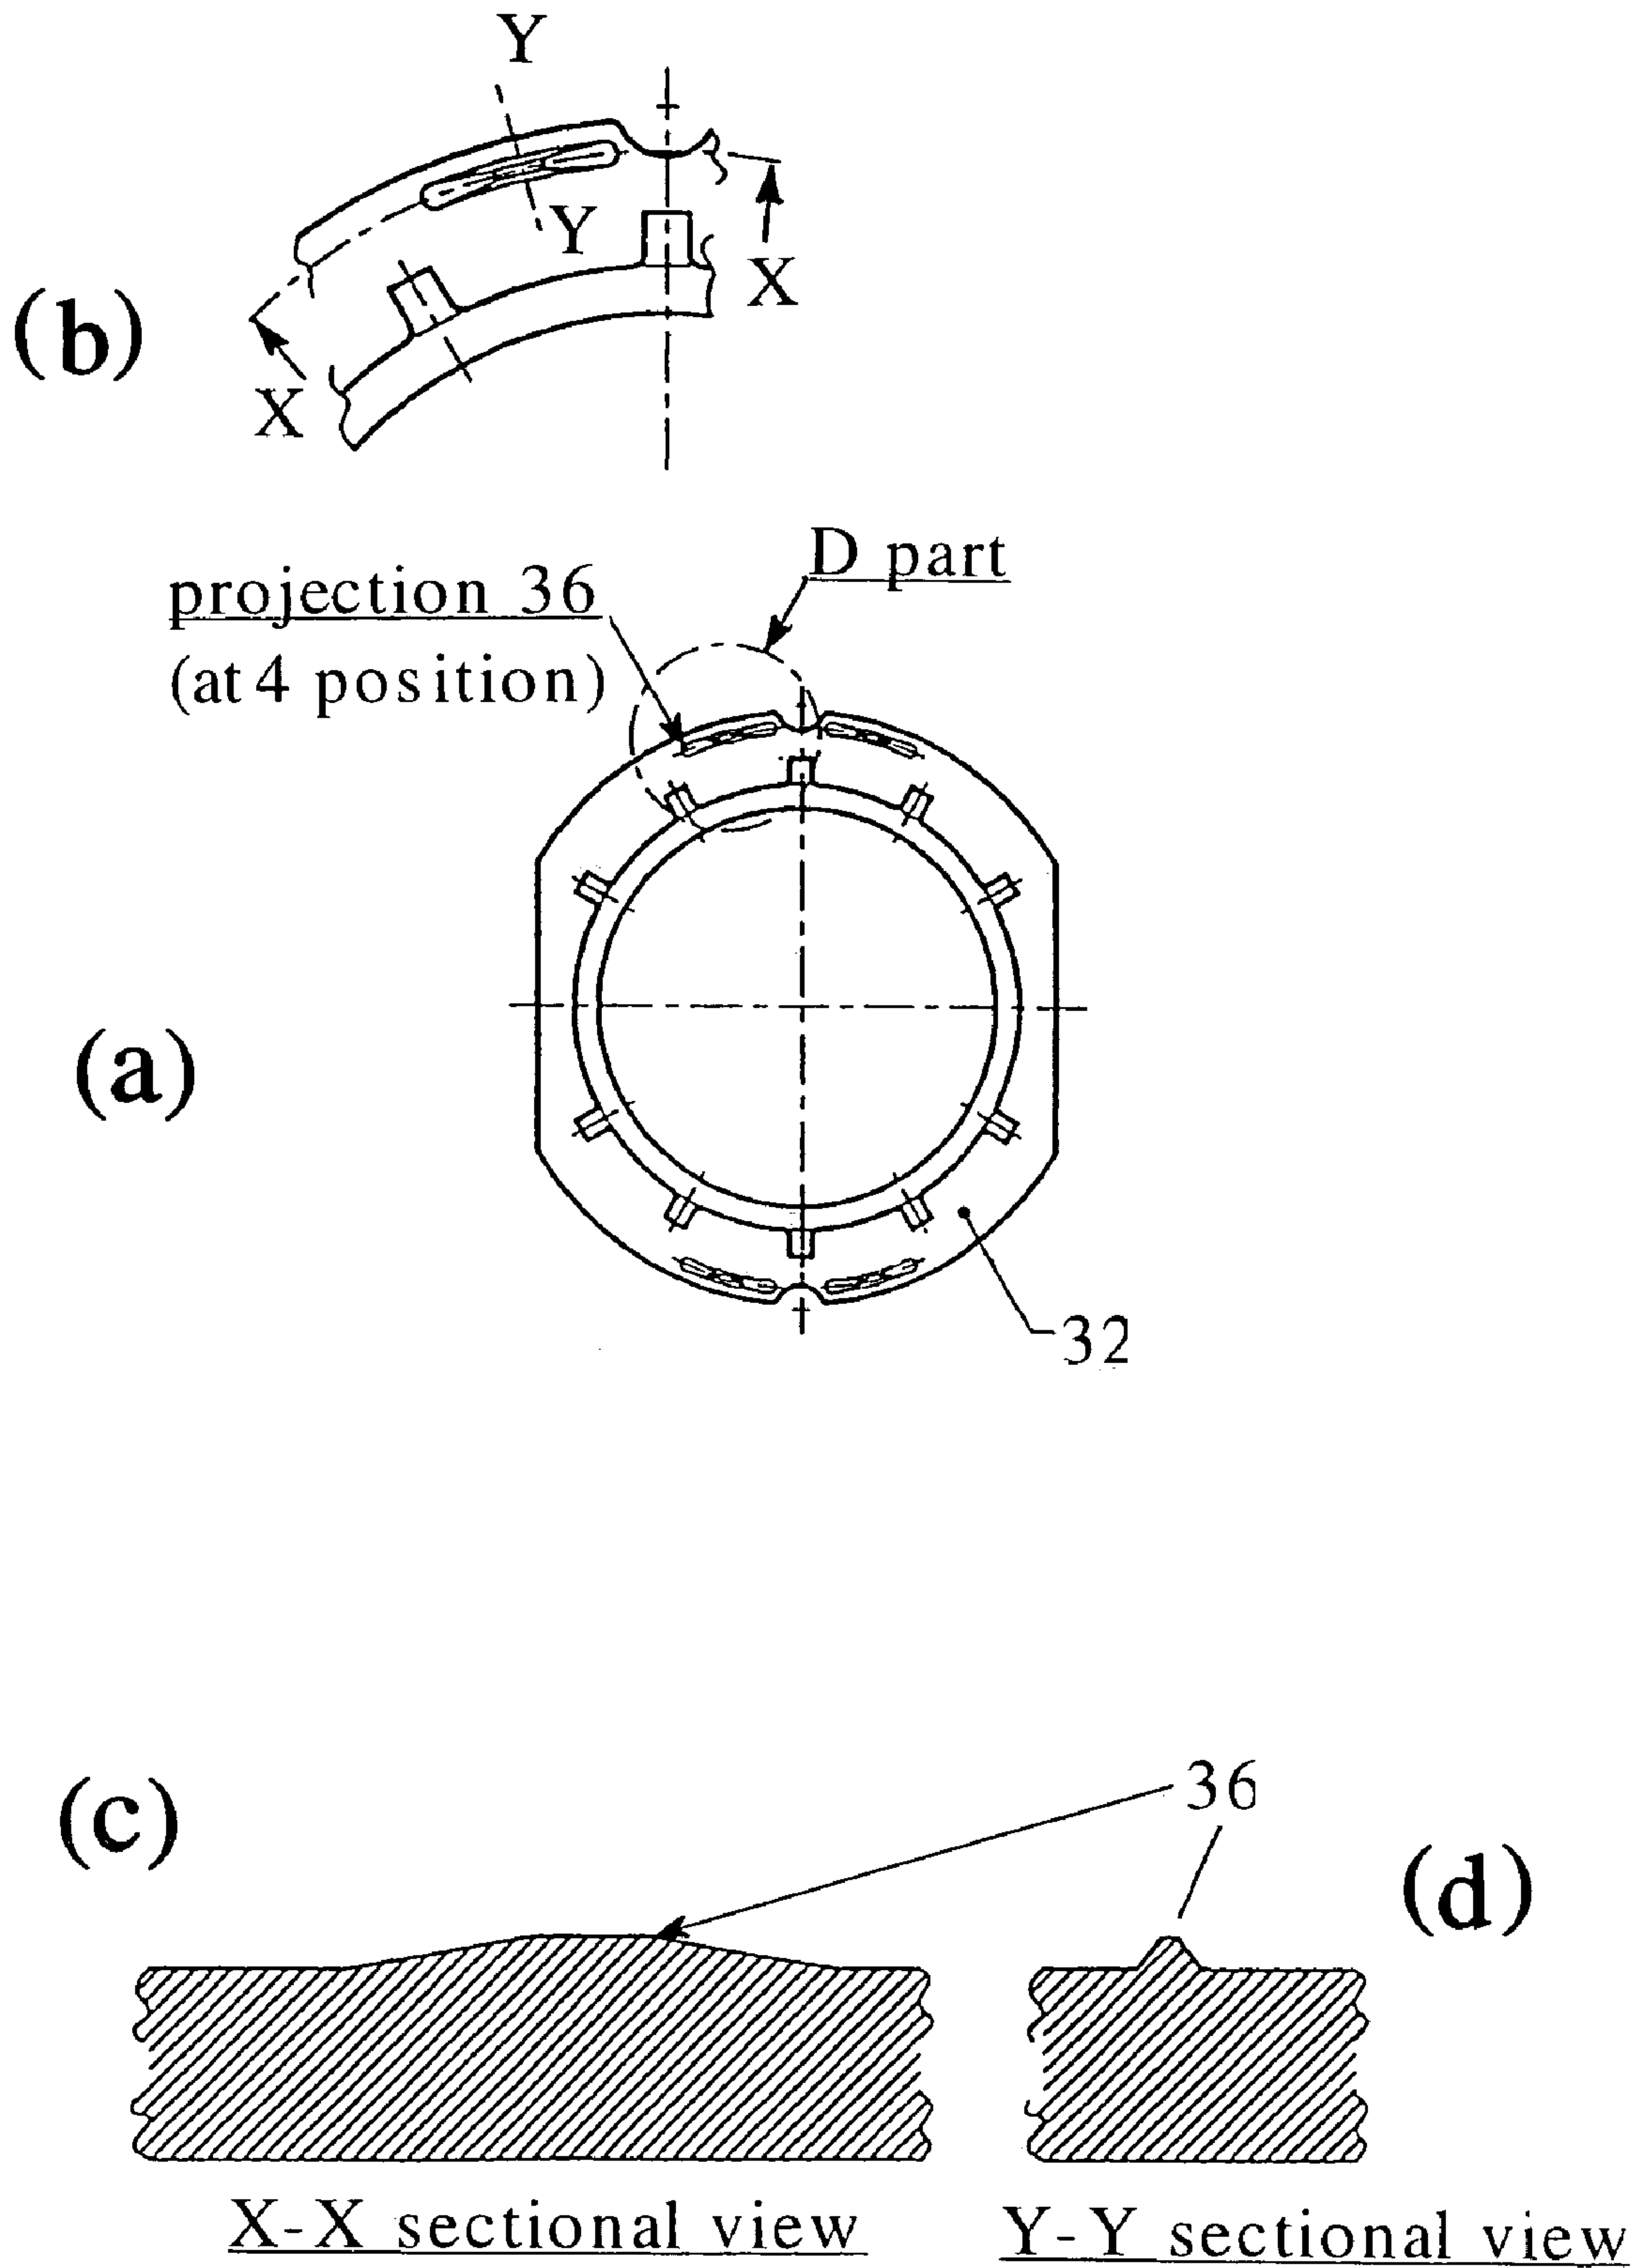 Y
Y
X
(b)
X
D part
projection 36
(at 4 position)
(a)
32
36
(c)
(d)
X-X sectional view
Y-Y sectional view